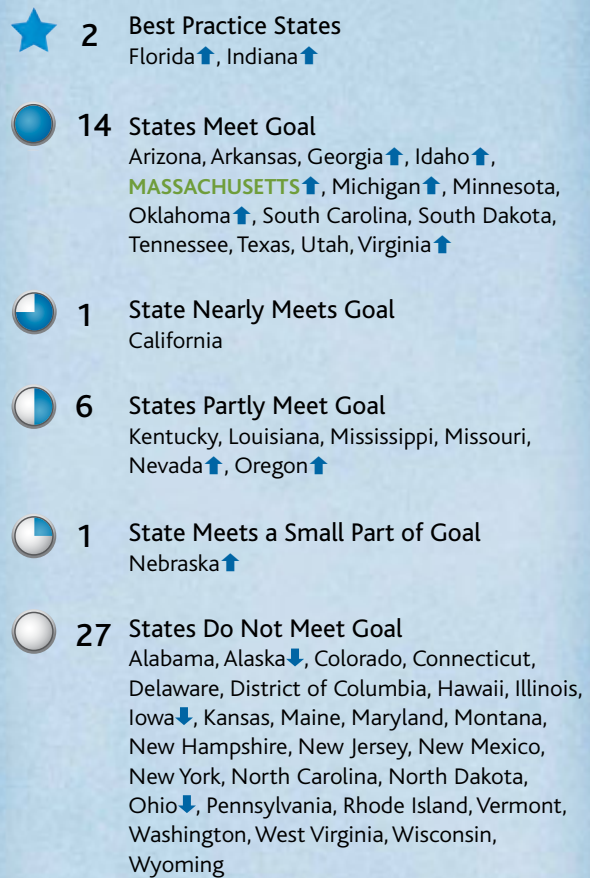 2 Best Practice States
Florida⬆, Indiana⬆
14 States Meet Goal
Arizona, Arkansas, Georgia⬆, Idaho⬆,
MASSACHUSETTS⬆, Michigan⬆, Minnesota,
Oklahoma⬆, South Carolina, South Dakota,
Tennessee, Texas, Utah, Virginia⬆
1 State Nearly Meets Goal
California
6 States Partly Meet Goal
Kentucky, Louisiana, Mississippi, Missouri,
Nevada⬆, Oregon⬆
1 State Meets a Small Part of Goal
Nebraska⬆
27 States Do Not Meet Goal
Alabama, Alaska⬇, Colorado, Connecticut,
Delaware, District of Columbia, Hawaii, Illinois,
Iowa⬇, Kansas, Maine, Maryland, Montana,
New Hampshire, New Jersey, New Mexico,
New York, North Carolina, North Dakota,
Ohio⬇, Pennsylvania, Rhode Island, Vermont,
Washington, West Virginia, Wisconsin,
Wyoming